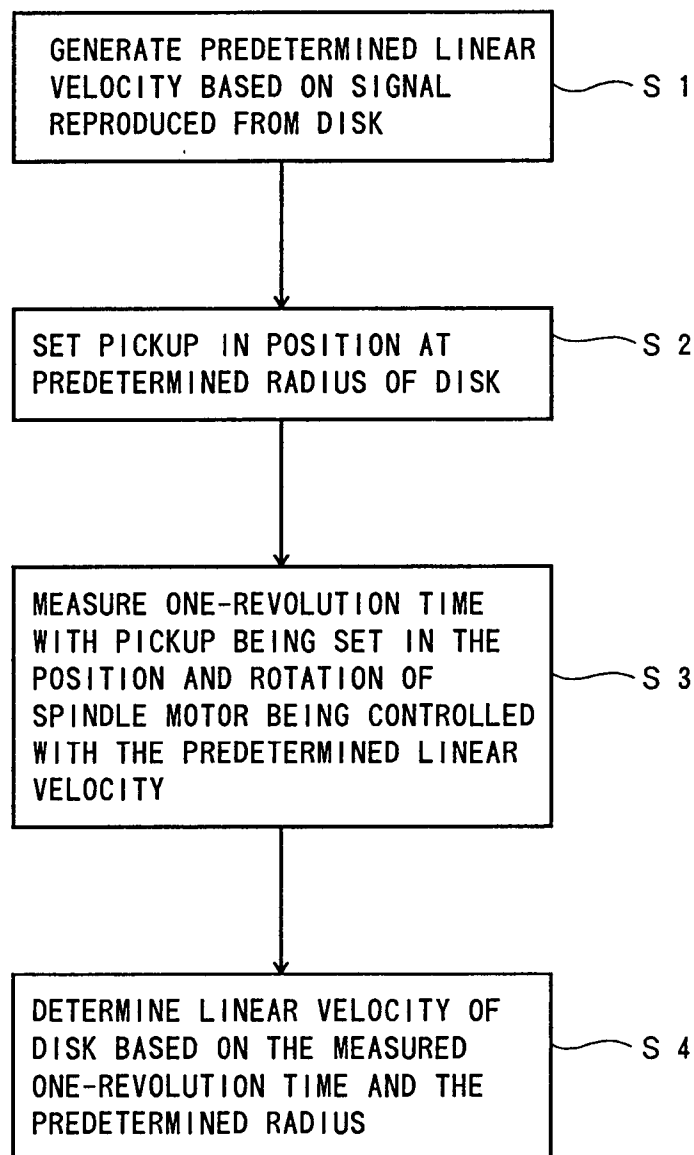 GENERATE PREDETERMINED LINEAR
VELOCITY BASED ON SIGNAL
REPRODUCED FROM DISK
S 1
SET PICKUP IN POSITION AT
PREDETERMINED RADIUS OF DISK
S 2
MEASURE ONE-REVOLUTION TIME
WITH PICKUP BEING SET IN THE
POSITION AND ROTATION OF
SPINDLE MOTOR BEING CONTROLLED
WITH THE PREDETERMINED LINEAR
VELOCITY
S 3
DETERMINE LINEAR VELOCITY OF
DISK BASED ON THE MEASURED
ONE-REVOLUTION TIME AND THE
PREDETERMINED RADIUS
S 4